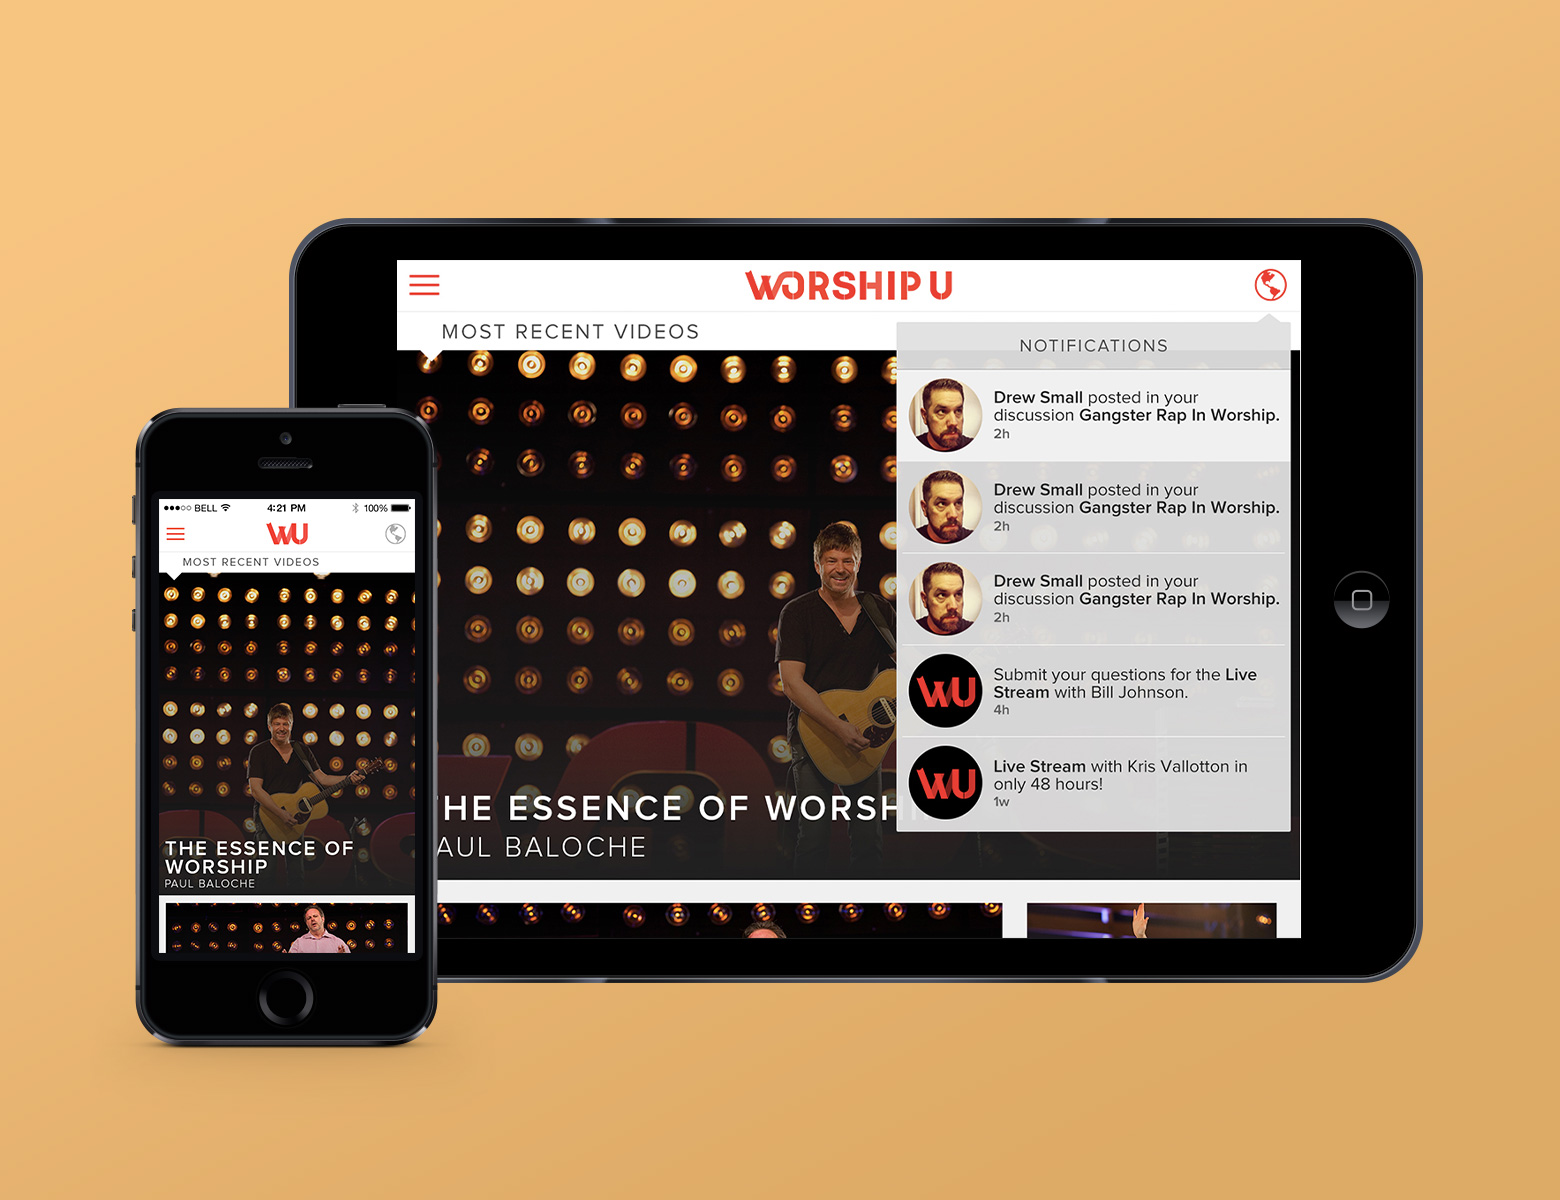 WORSHIP U
MOST RECENT VIDEOS
NOTIFICATIONS
Drew Small posted in your
discussion Gangster Rap In Worship.
2h
Drew Small posted in your
discussion Gangster Rap In Worship.
2h
Drew Small posted in your
discussion Gangster Rap In Worship.
2h
WU
Submit your questions for the Live
Stream with Bill Johnson.
4h
WU
Live Stream with Kris Vallotton in
only 48 hours!
1w
THE ESSENCE OF WORSH
AUL BALOCHE
BELL 4:21 PM 100%
WU
MOST RECENT VIDEOS
THE ESSENCE OF
WORSHIP
PAUL BALOCHE